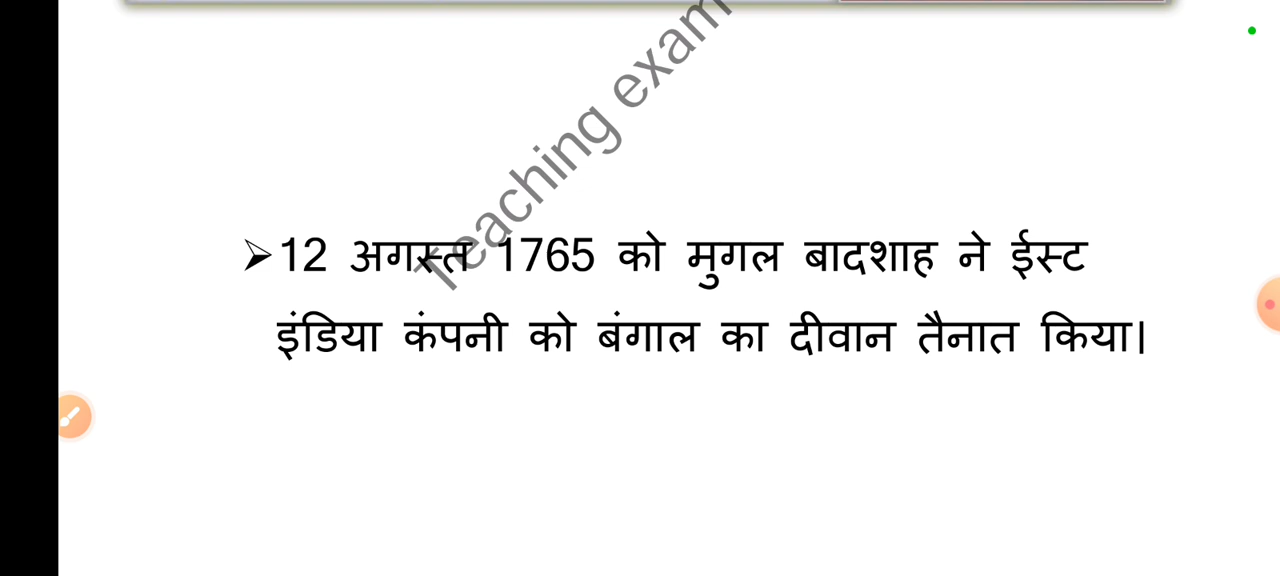 Teaching exam
➢12 अगस्त 1765 को मुगल बादशाह ने ईस्ट
इंडिया कंपनी को बंगाल का दीवान तैनात किया।